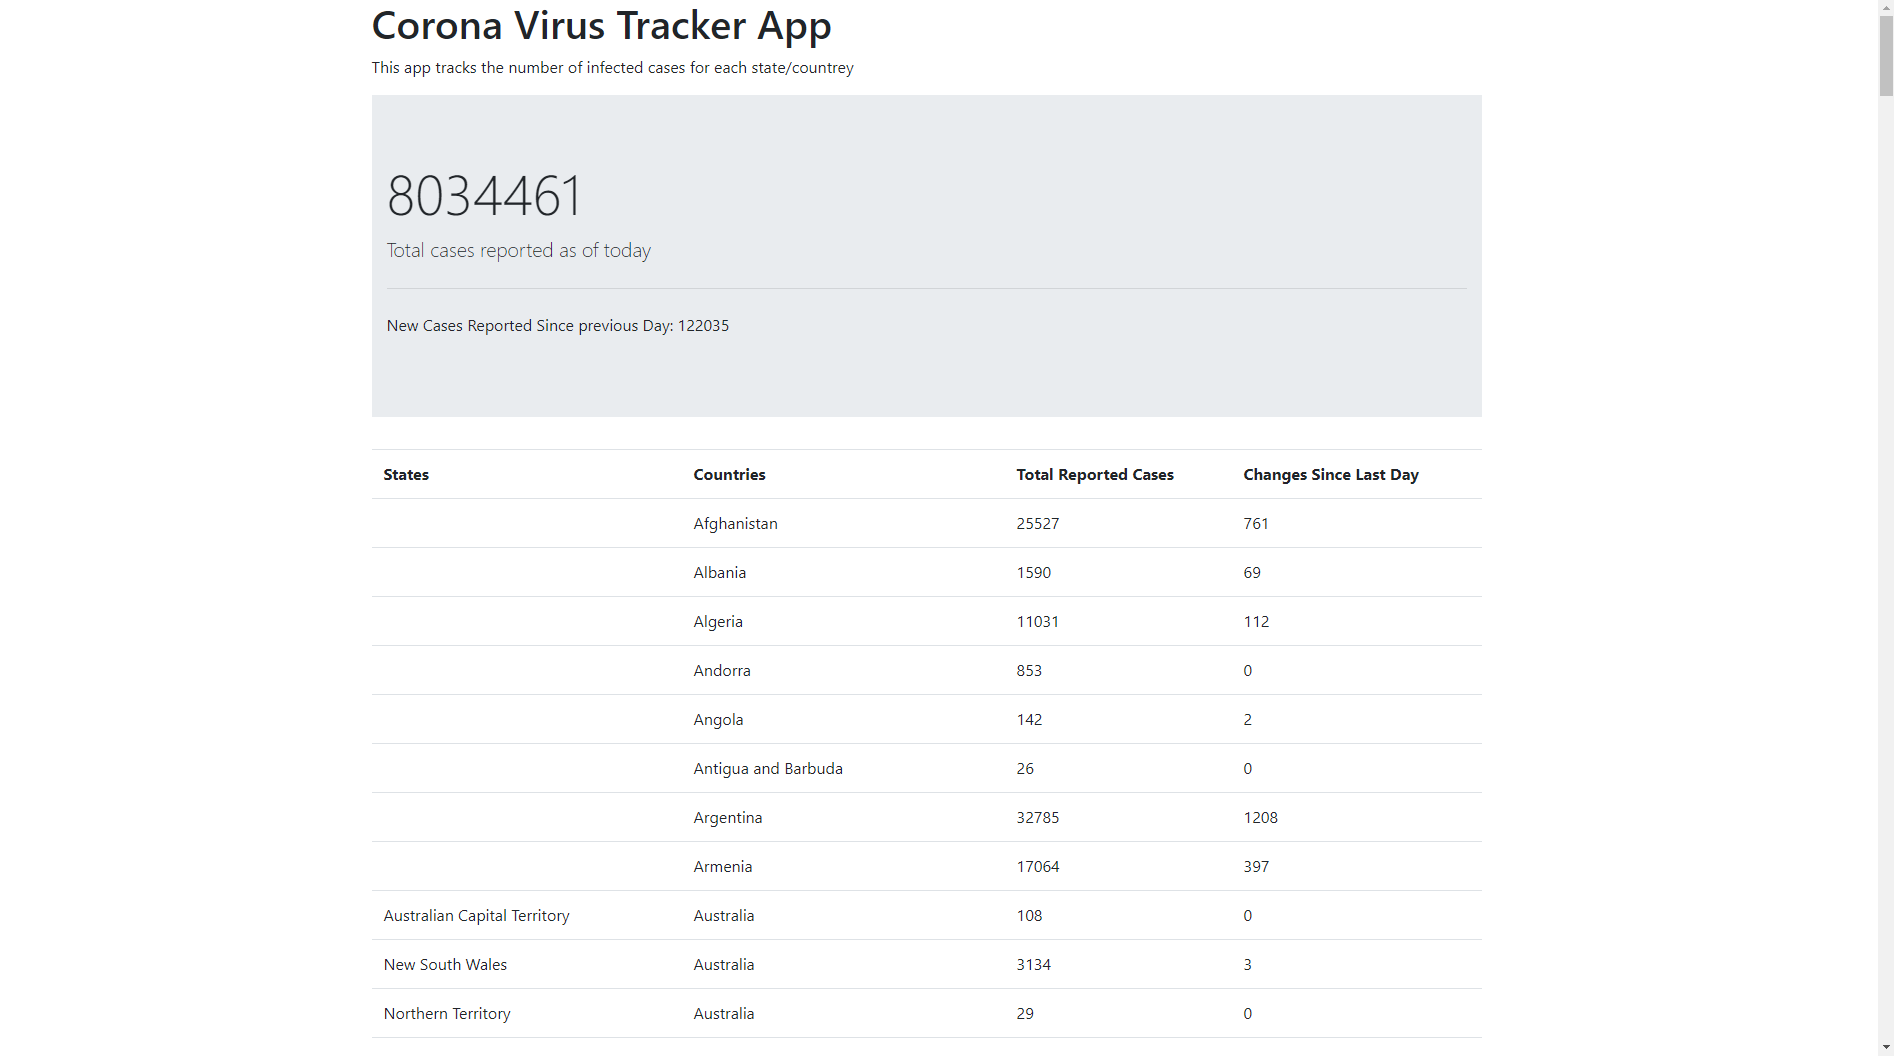 Corona Virus Tracker App
This app tracks the number of infected cases for each state/countrey
8034461
Total cases reported as of today
New Cases Reported Since previous Day: 122035
States Countries Total Reported Cases Changes Since Last Day
Afghanistan 25527 761
Albania 1590 69
Algeria 11031 112
Andorra 853 0
Angola 142 2
Antigua and Barbuda 26 0
Argentina 32785 1208
Armenia 17064 397
Australian Capital Territory Australia 108 0
New South Wales Australia 3134 3
Northern Territory Australia 29 0